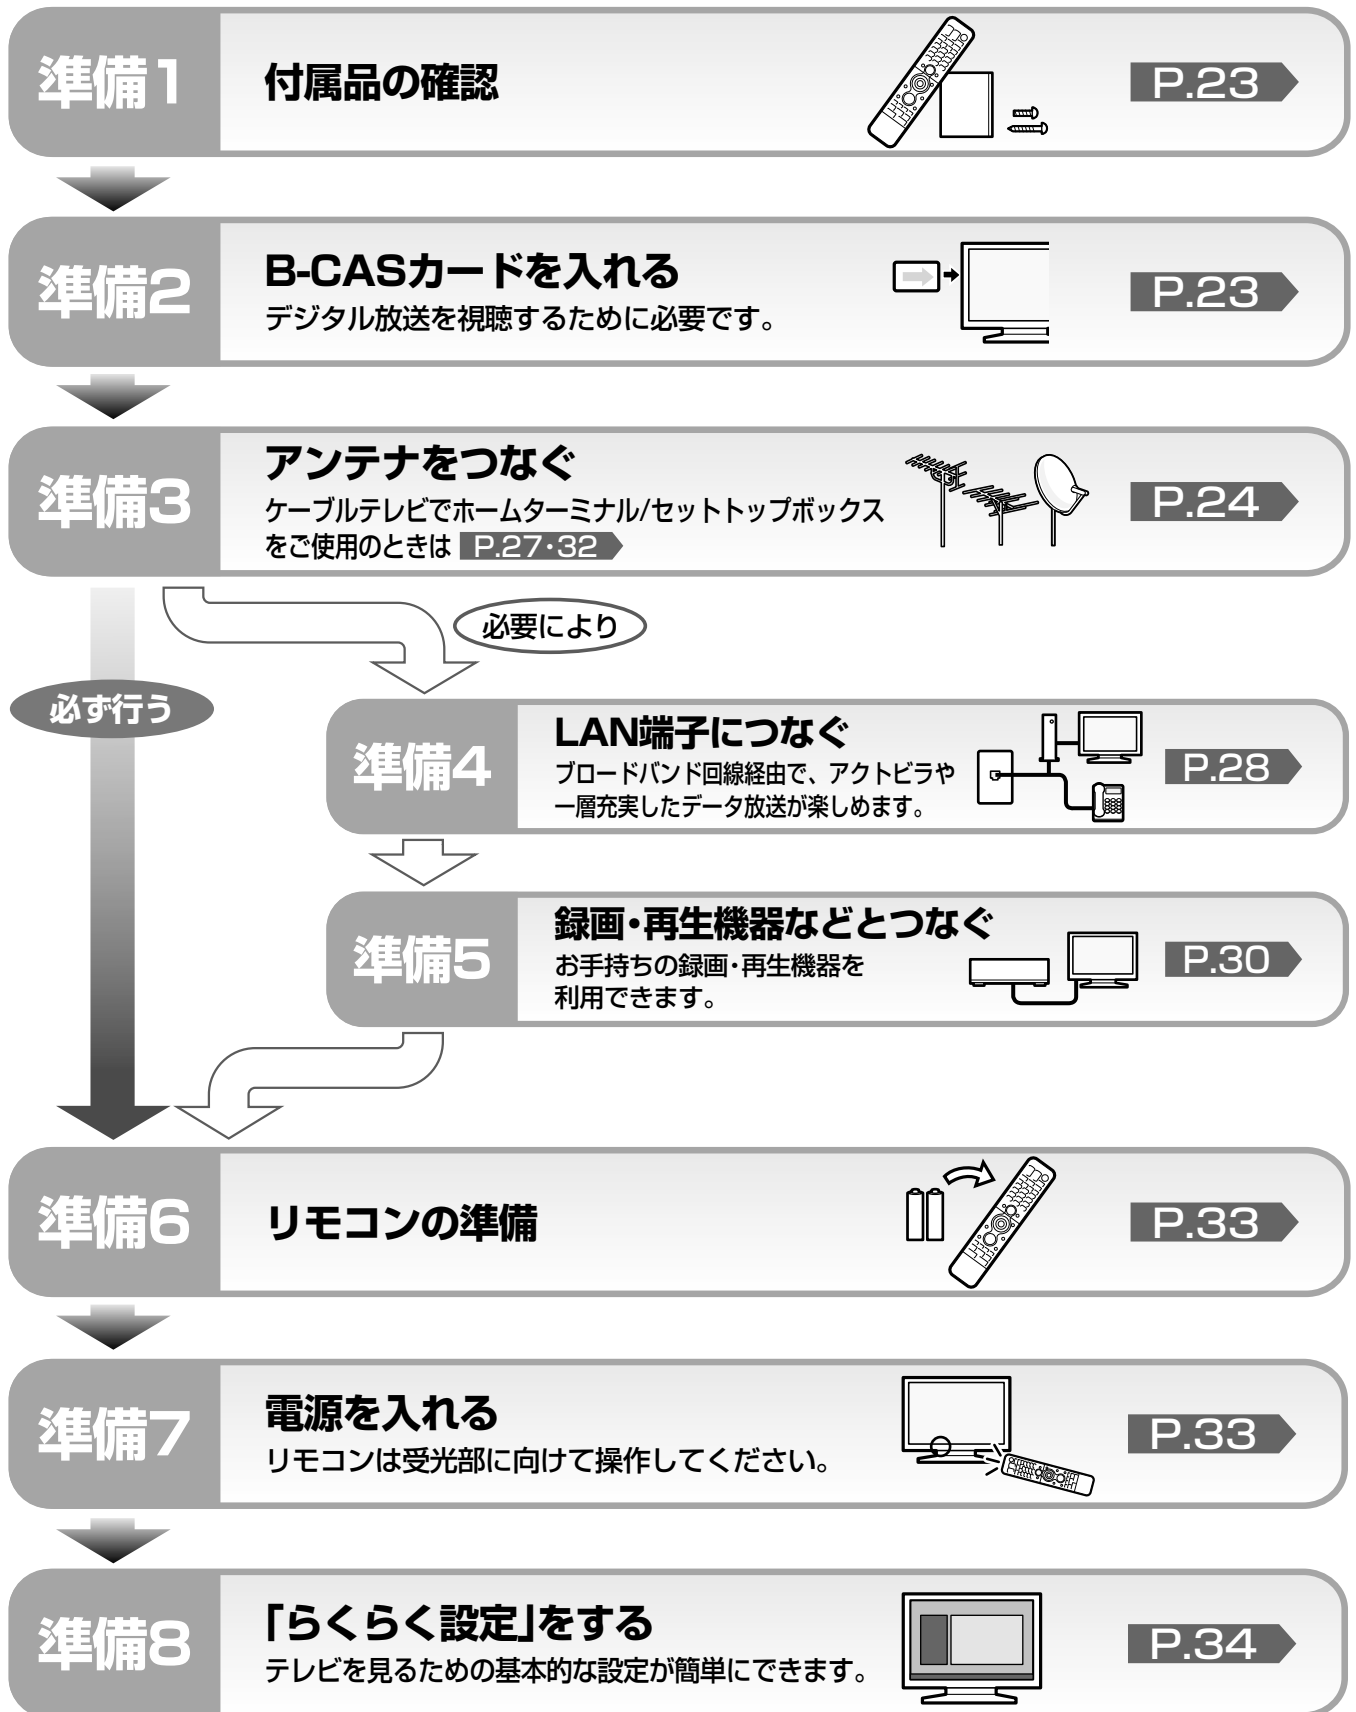 準備1
付属品の確認
P.23
準備2
B-CASカードを入れる
デジタル放送を視聴するために必要です。
P.23
準備3
アンテナをつなぐ
ケーブルテレビでホームターミナル/セットトップボックス
をご使用のときは P.27・32
P.24
必要により
必ず行う
準備4
LAN端子につなぐ
ブロードバンド回線経由で、アクトビラや
一層充実したデータ放送が楽しめます。
P.28
準備5
録画・再生機器などとつなぐ
お手持ちの録画・再生機器を
利用できます。
P.30
準備6
リモコンの準備
P.33
準備7
電源を入れる
リモコンは受光部に向けて操作してください。
P.33
準備8
「らくらく設定」をする
テレビを見るための基本的な設定が簡単にできます。
P.34